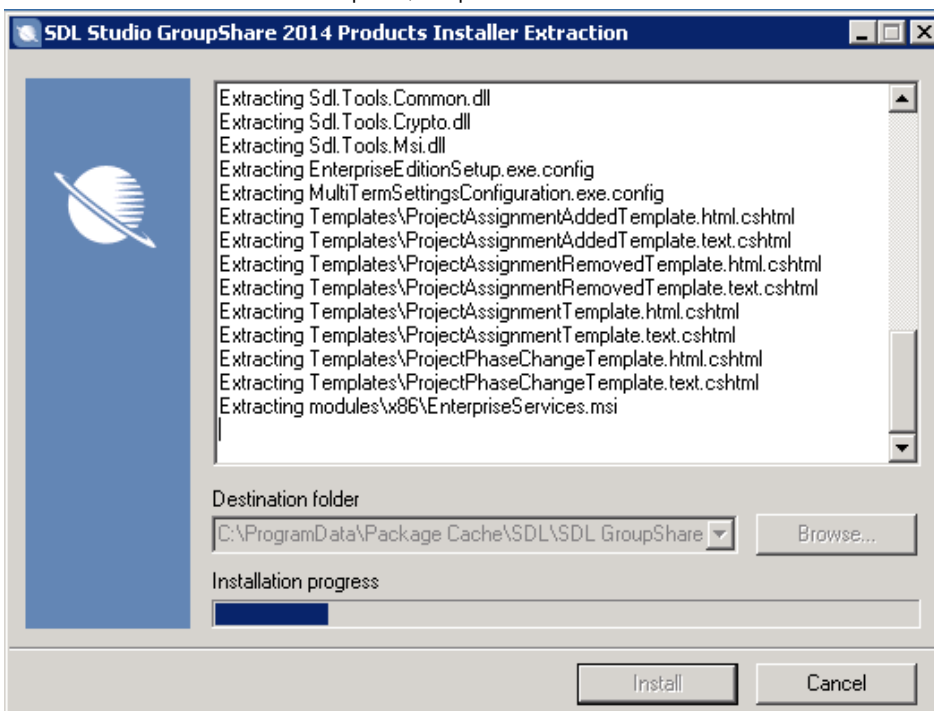 SDL Studio GroupShare 2014 Products Installer Extraction
Extracting Sdl.Tools.Common.dll
Extracting Sdl.Tools.Crypto.dll
Extracting Sdl.Tools.Msi.dll
Extracting EnterpriseEditionSetup.exe.config
Extracting MultiTermSettingsConfiguration.exe.config
Extracting Templates\ProjectAssignmentAddedTemplate.html.cshtml
Extracting Templates\ProjectAssignmentAddedTemplate.text.cshtml
Extracting Templates\ProjectAssignmentRemovedTemplate.html.cshtml
Extracting Templates\ProjectAssignmentRemovedTemplate.text.cshtml
Extracting Templates\ProjectAssignmentTemplate.html.cshtml
Extracting Templates\ProjectAssignmentTemplate.text.cshtml
Extracting Templates\ProjectPhaseChangeTemplate.html.cshtml
Extracting Templates\ProjectPhaseChangeTemplate.text.cshtml
Extracting modules\x86\EnterpriseServices.msi
Destination folder
C:\ProgramData\Package Cache\SDL\SDL GroupShare
Browse...
Installation progress
Install
Cancel